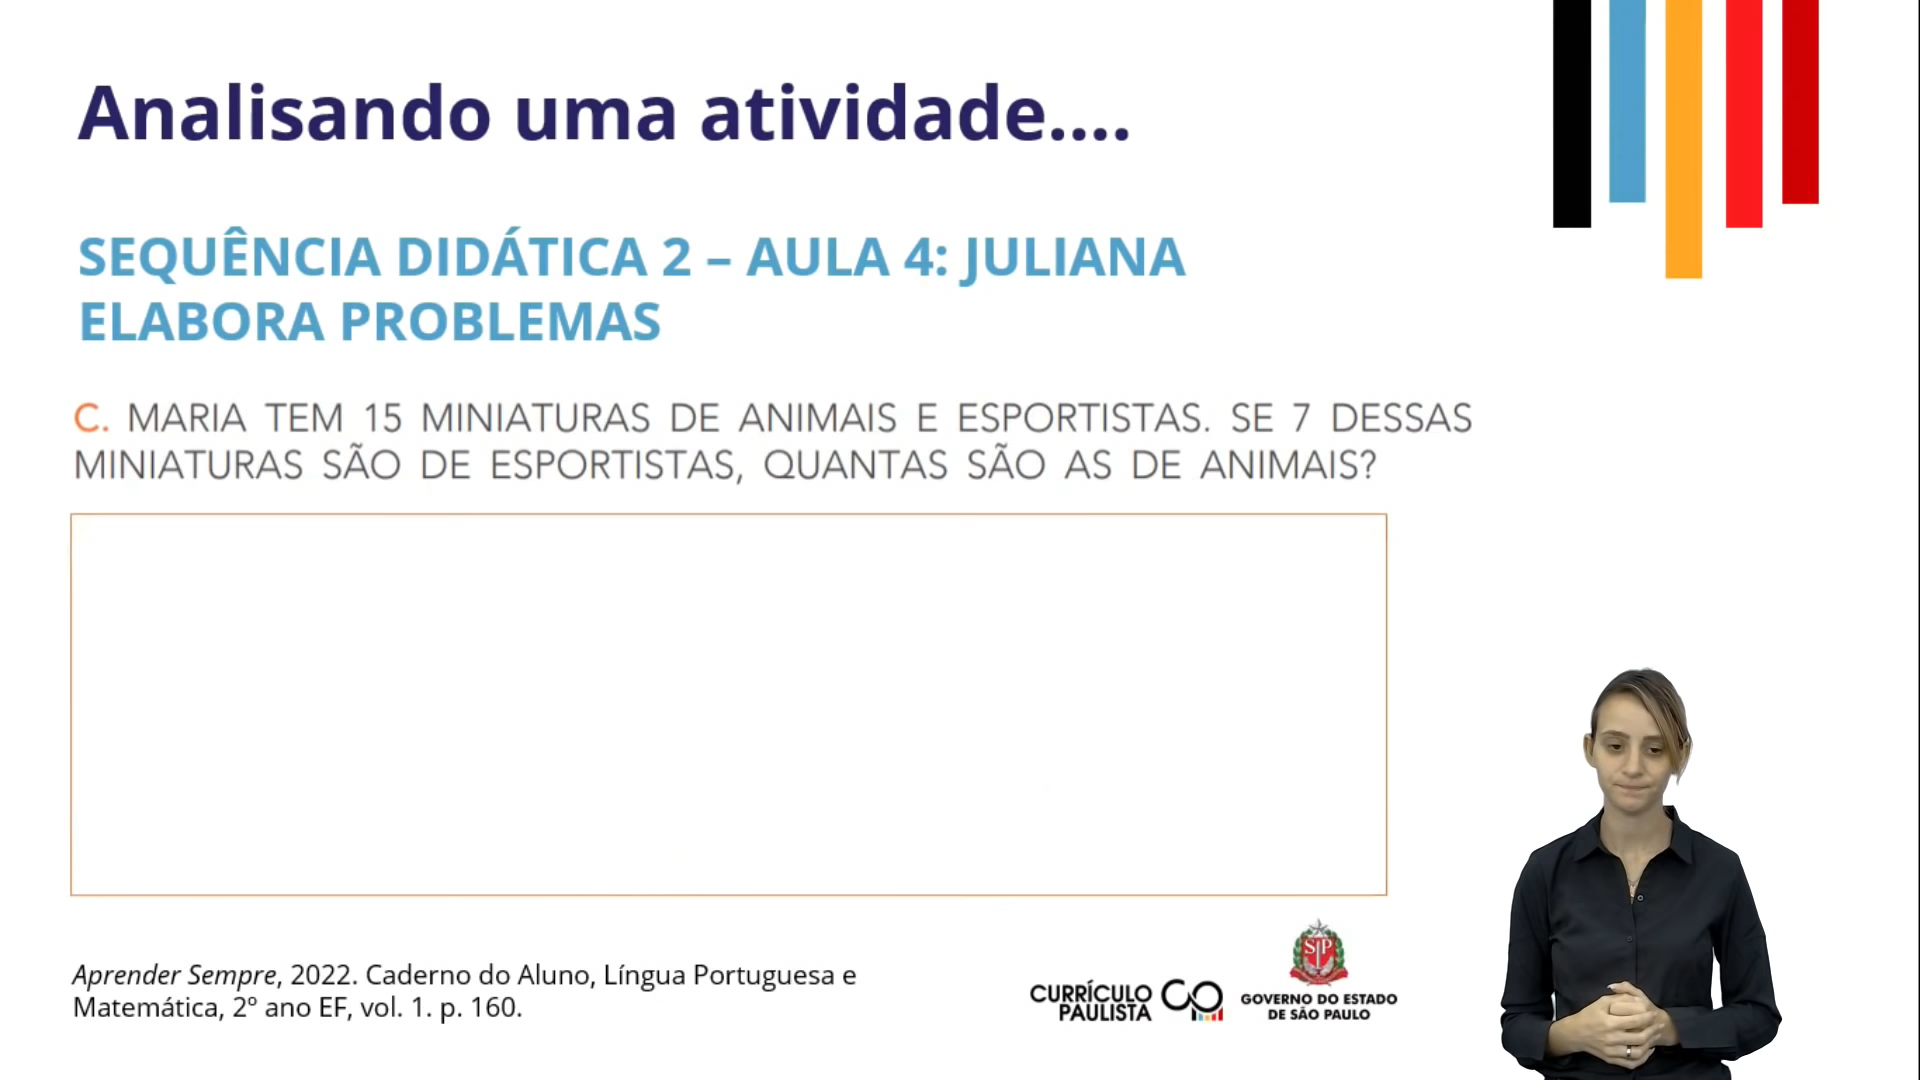 Analisando uma atividade....
SEQUÊNCIA DIDÁTICA 2 – AULA 4: JULIANA
ELABORA PROBLEMAS
C. MARIA TEM 15 MINIATURAS DE ANIMAIS E ESPORTISTAS. SE 7 DESSAS
MINIATURAS SÃO DE ESPORTISTAS, QUANTAS SÃO AS DE ANIMAIS?
Aprender Sempre, 2022. Caderno do Aluno, Língua Portuguesa e
Matemática, 2º ano EF, vol. 1. p. 160.
CURRÍCULO
PAULISTA
SP
GOVERNO DO ESTADO
DE SÃO PAULO